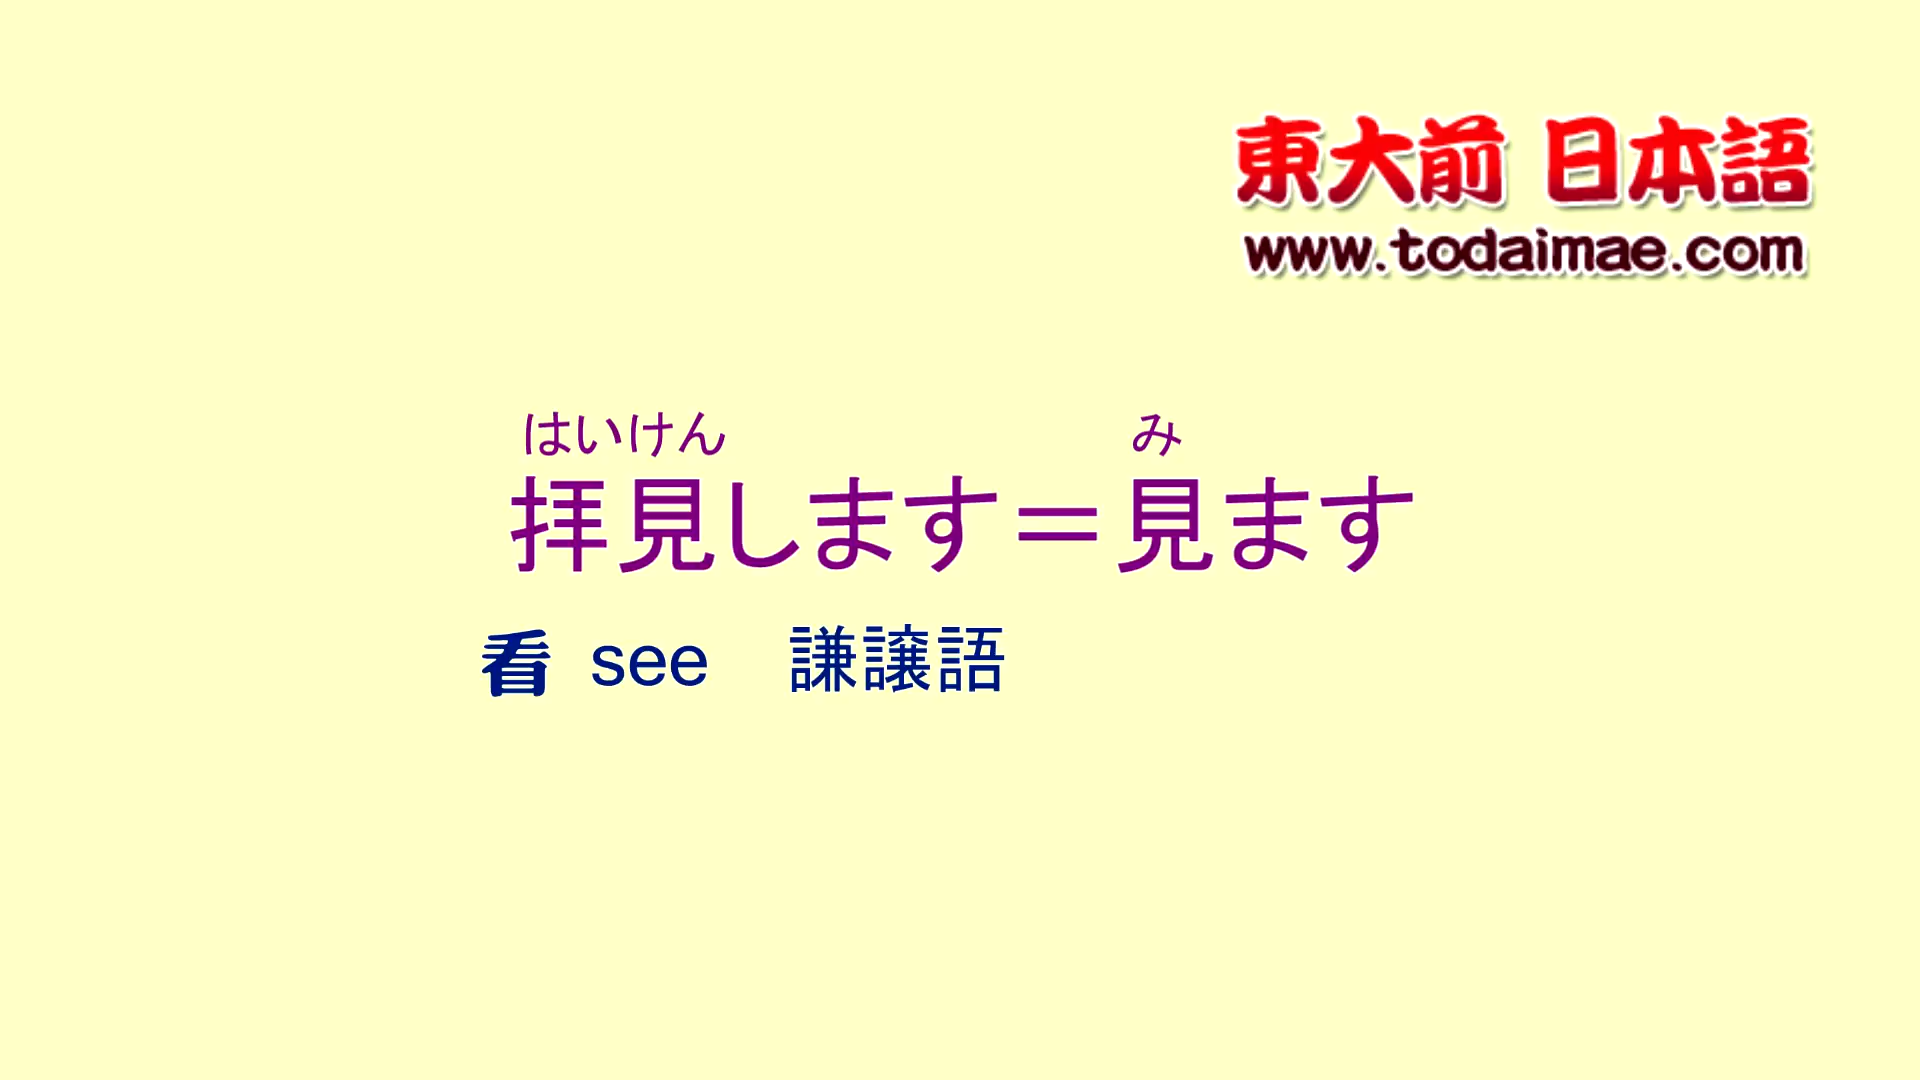 東大前 日本語
www.todaimae.com
はいけん み
拝見します＝見ます
看 see 謙譲語